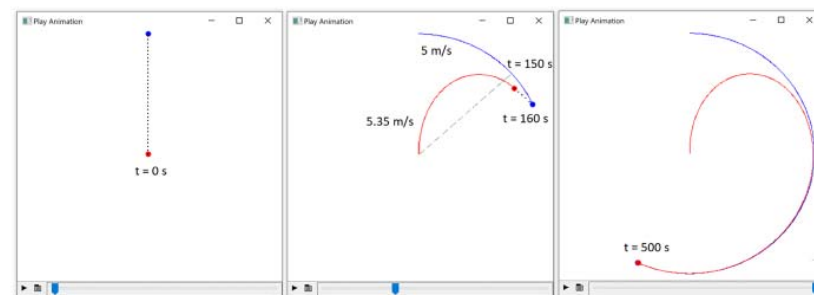 Play Animation
t = 0 s
Play Animation
5 m/s
t = 150 s
5.35 m/s
t = 160 s
Play Animation
t = 500 s